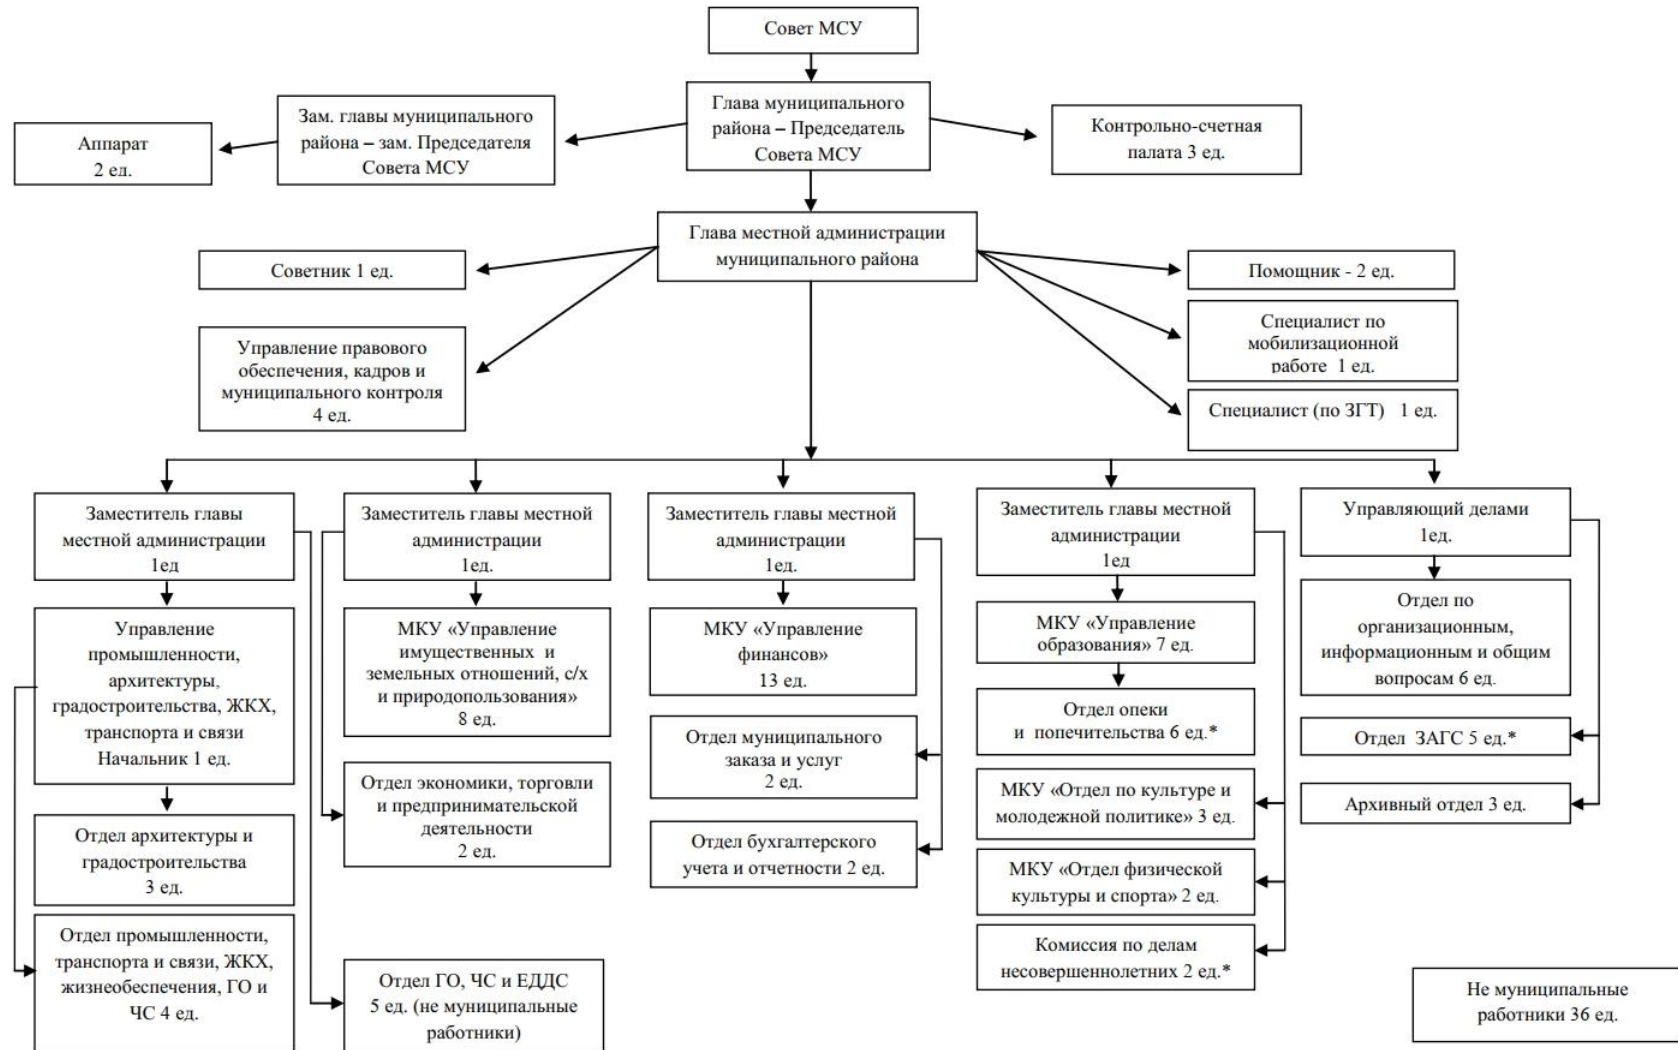 Совет МСУ
Глава муниципального
района – Председатель
Совета МСУ
Зам. главы муниципального
района – зам. Председателя
Совета МСУ
Аппарат
2 ед.
Контрольно-счетная
палата 3 ед.
Глава местной администрации
муниципального района
Советник 1 ед.
Управление правового
обеспечения, кадров и
муниципального контроля
4 ед.
Помощник - 2 ед.
Специалист по
мобилизационной
работе 1 ед.
Специалист (по ЗГТ) 1 ед.
Заместитель главы
местной администрации
1ед
Управление
промышленности,
архитектуры,
градостроительства, ЖКХ,
транспорта и связи
Начальник 1 ед.
Отдел архитектуры и
градостроительства
3 ед.
Отдел промышленности,
транспорта и связи, ЖКХ,
жизнеобеспечения, ГО и
ЧС 4 ед.
Заместитель главы местной
администрации
1ед.
МКУ «Управление
имущественных и
земельных отношений, с/х
и природопользования»
8 ед.
Отдел экономики, торговли
и предпринимательской
деятельности
2 ед.
Отдел ГО, ЧС и ЕДДС
5 ед. (не муниципальные
работники)
Заместитель главы местной
администрации
1ед.
МКУ «Управление
финансов»
13 ед.
Отдел муниципального
заказа и услуг
2 ед.
Отдел бухгалтерского
учета и отчетности 2 ед.
Заместитель главы местной
администрации
1ед
МКУ «Управление
образования» 7 ед.
Отдел опеки
и попечительства 6 ед.*
МКУ «Отдел по культуре и
молодежной политике» 3 ед.
МКУ «Отдел физической
культуры и спорта» 2 ед.
Комиссия по делам
несовершеннолетних 2 ед.*
Управляющий делами
1ед.
Отдел по
организационным,
информационным и общим
вопросам 6 ед.
Отдел ЗАГС 5 ед.*
Архивный отдел 3 ед.
Не муниципальные
работники 36 ед.